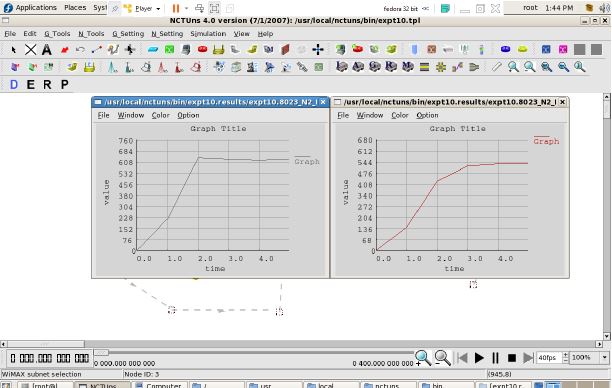 Applications Places Syst
Player
fedora 32 bit
root 1:44 PM
NCTUns 4.0 version (7/1/2007): /usr/local/nctuns/bin/expt10.tpl
File Edit G_Tools N_Tools G_Setting N_Setting Simulation View Help
D E R P
/usr/local/nctuns/bin/expt10.results/expt10.8023_N2_
File Window Color Option
Graph Title
760
684
608
532
456
380
304
228
152
76
0
value
0.0 1.0 2.0 3.0 4.0
time
Graph
/usr/local/nctuns/bin/expt10.results/expt10.8023_N2_
File Window Color Option
Graph Title
680
612
544
476
408
340
272
204
136
68
0
value
0.0 1.0 2.0 3.0 4.0
time
Graph
0 000.000 000 000
0 000.000 000 000
0 400.000 000 000
40fps
100%
WiMAX subnet selection
Node ID: 3
(945,8)
NCTUns
Computer
/
usr
local
nctuns
bin
[expt10.r